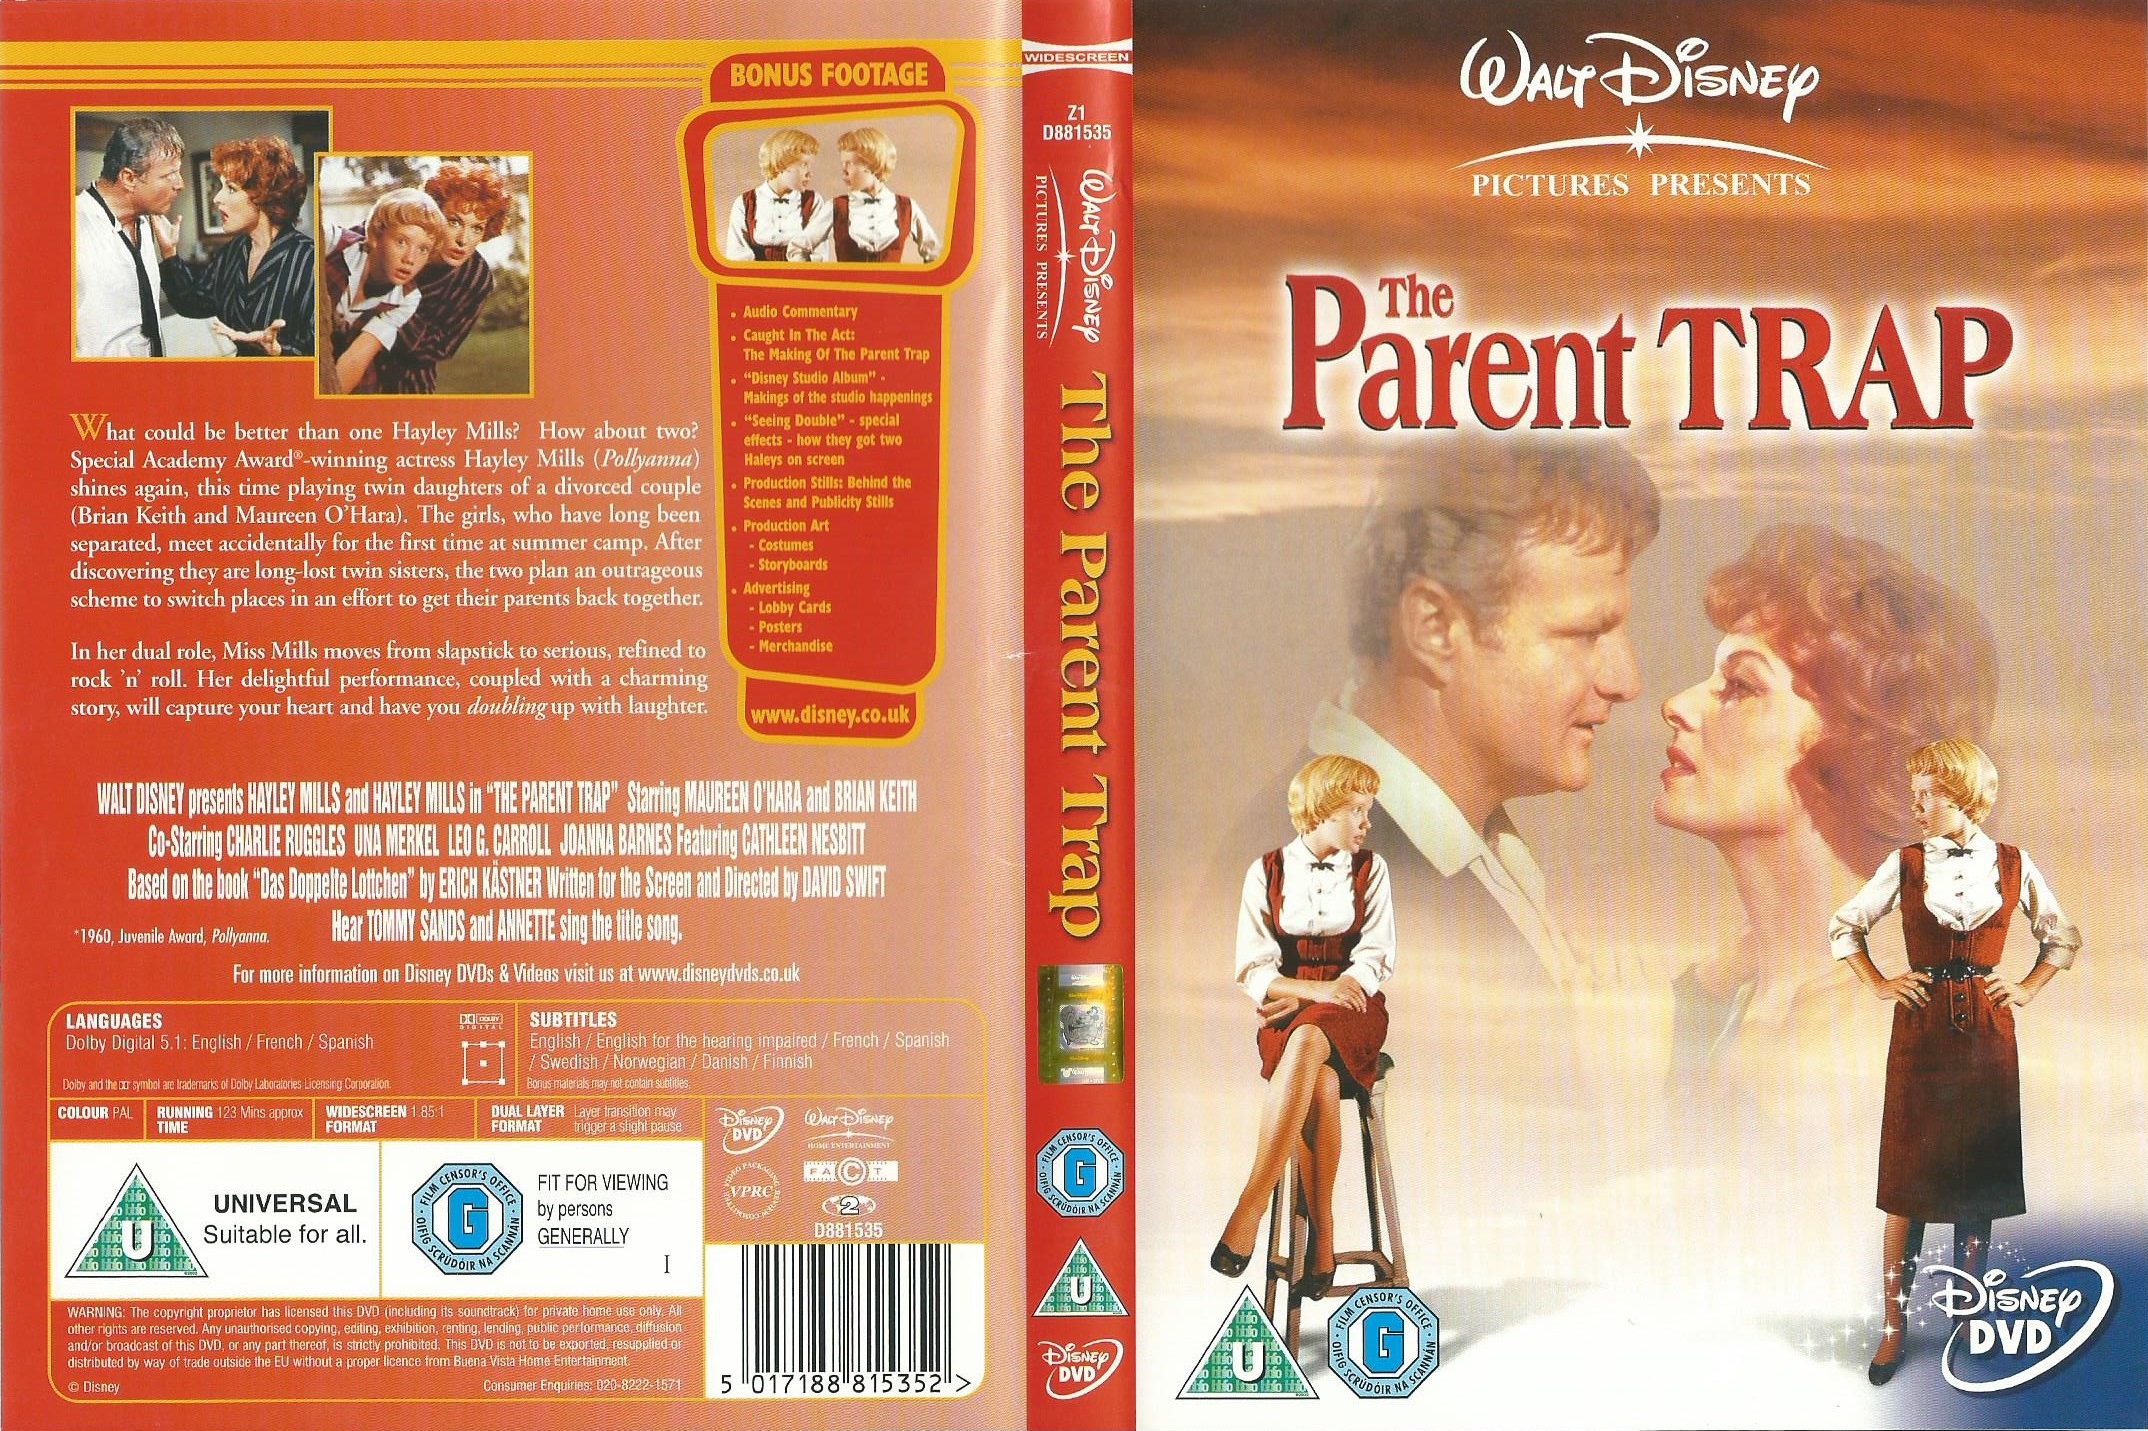 BONUS FOOTAGE
• Audio Commentary
• Caught In The Act:
The Making Of The Parent Trap
• “Disney Studio Album” -
Makings of the studio happenings
• “Seeing Double” - special
effects - how they got two
Haleys on screen
• Production Stills: Behind the
Scenes and Publicity Stills
• Production Art
- Costumes
- Storyboards
• Advertising
- Lobby Cards
- Posters
- Merchandise
www.disney.co.uk
What could be better than one Hayley Mills? How about two?
Special Academy Award®-winning actress Hayley Mills (Pollyanna)
shines again, this time playing twin daughters of a divorced couple
(Brian Keith and Maureen O’Hara). The girls, who have long been
separated, meet accidentally for the first time at summer camp. After
discovering they are long-lost twin sisters, the two plan an outrageous
scheme to switch places in an effort to get their parents back together.
In her dual role, Miss Mills moves from slapstick to serious, refined to
rock ’n’ roll. Her delightful performance, coupled with a charming
story, will capture your heart and have you doubling up with laughter.
WALT DISNEY presents HAYLEY MILLS and HAYLEY MILLS in “THE PARENT TRAP” Starring MAUREEN O’HARA and BRIAN KEITH
Co-Starring CHARLIE RUGGLES UNA MERKEL LEO G. CARROLL JOANNA BARNES Featuring CATHLEEN NESBITT
Based on the book “Das Doppelte Lottchen” by ERICH KÄSTNER Written for the Screen and Directed by DAVID SWIFT
Hear TOMMY SANDS and ANNETTE sing the title song.
*1960, Juvenile Award, Pollyanna.
For more information on Disney DVDs & Videos visit us at www.disneydvds.co.uk
LANGUAGES
Dolby Digital 5.1: English / French / Spanish
Dolby and the symbol are trademarks of Dolby Laboratories Licensing Corporation.
DOLBY
DIGITAL
SUBTITLES
English / English for the hearing impaired / French / Spanish
/ Swedish / Norwegian / Danish / Finnish
Bonus materials may not contain subtitles.
COLOUR PAL
RUNNING 123 Mins approx
TIME
WIDESCREEN 1.85:1
FORMAT
DUAL LAYER Layer transition may
FORMAT trigger a slight pause
U
UNIVERSAL
Suitable for all.
FILM CENSOR'S OFFICE
G
OIFIG SCRÚDÓIR NA SCANNÁN
FIT FOR VIEWING
by persons
GENERALLY
I
DISNEY
DVD
WALT DISNEY
HOME ENTERTAINMENT
VPRC
FACT
2
D881535
WARNING: The copyright proprietor has licensed this DVD (including its soundtrack) for private home use only. All
other rights are reserved. Any unauthorised copying, editing, exhibition, renting, lending, public performance, diffusion
and/or broadcast of this DVD, or any part thereof, is strictly prohibited. This DVD is not to be exported, resupplied or
distributed by way of trade outside the EU without a proper licence from Buena Vista Home Entertainment.
© Disney
Consumer Enquiries: 020-8222-1571
5 017188 815352 >
WIDESCREEN
Z1
D881535
WALT DISNEY
PICTURES PRESENTS
The Parent Trap
FILM CENSOR'S OFFICE
G
OIFIG SCRÚDÓIR NA SCANNÁN
U
DISNEY
DVD
WALT DISNEY
PICTURES PRESENTS
The
Parent TRAP
U
FILM CENSOR'S OFFICE
G
OIFIG SCRÚDÓIR NA SCANNÁN
DISNEY
DVD